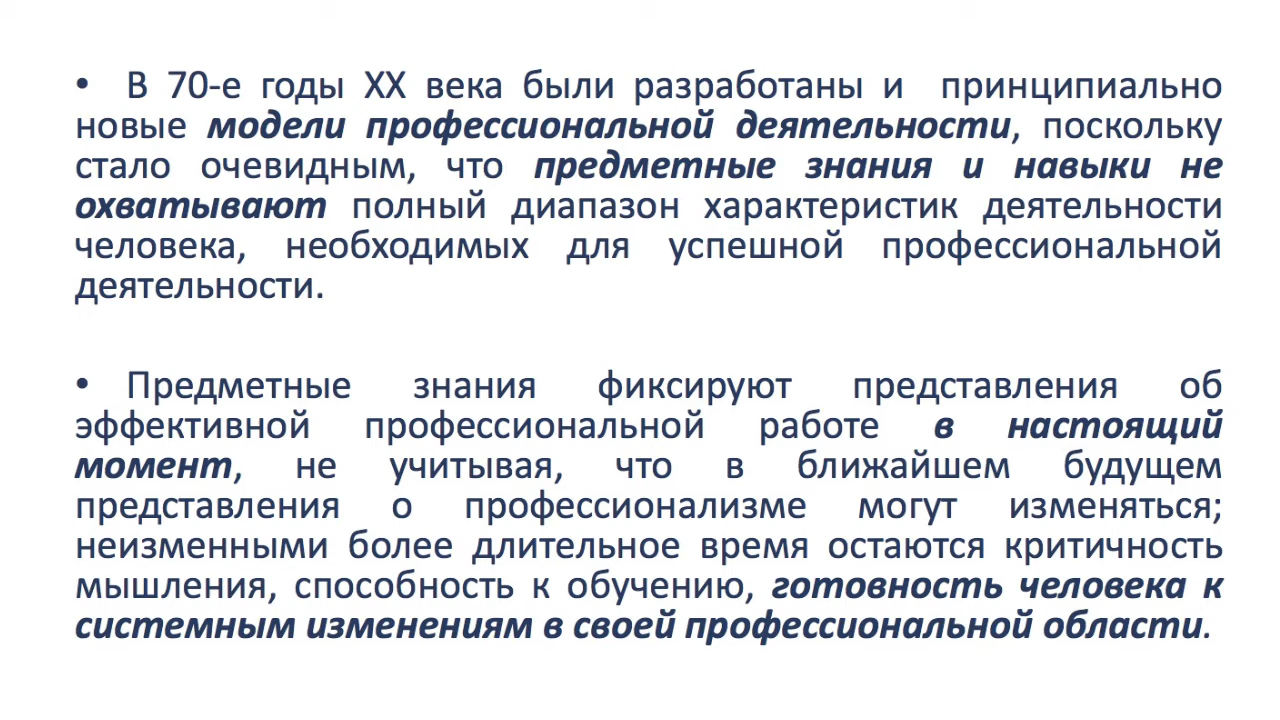 • В 70-е годы XX века были разработаны и принципиально
новые модели профессиональной деятельности, поскольку
стало очевидным, что предметные знания и навыки не
охватывают полный диапазон характеристик деятельности
человека, необходимых для успешной профессиональной
деятельности.
• Предметные знания фиксируют представления об
эффективной профессиональной работе в настоящий
момент, не учитывая, что в ближайшем будущем
представления о профессионализме могут изменяться;
неизменными более длительное время остаются критичность
мышления, способность к обучению, готовность человека к
системным изменениям в своей профессиональной области.